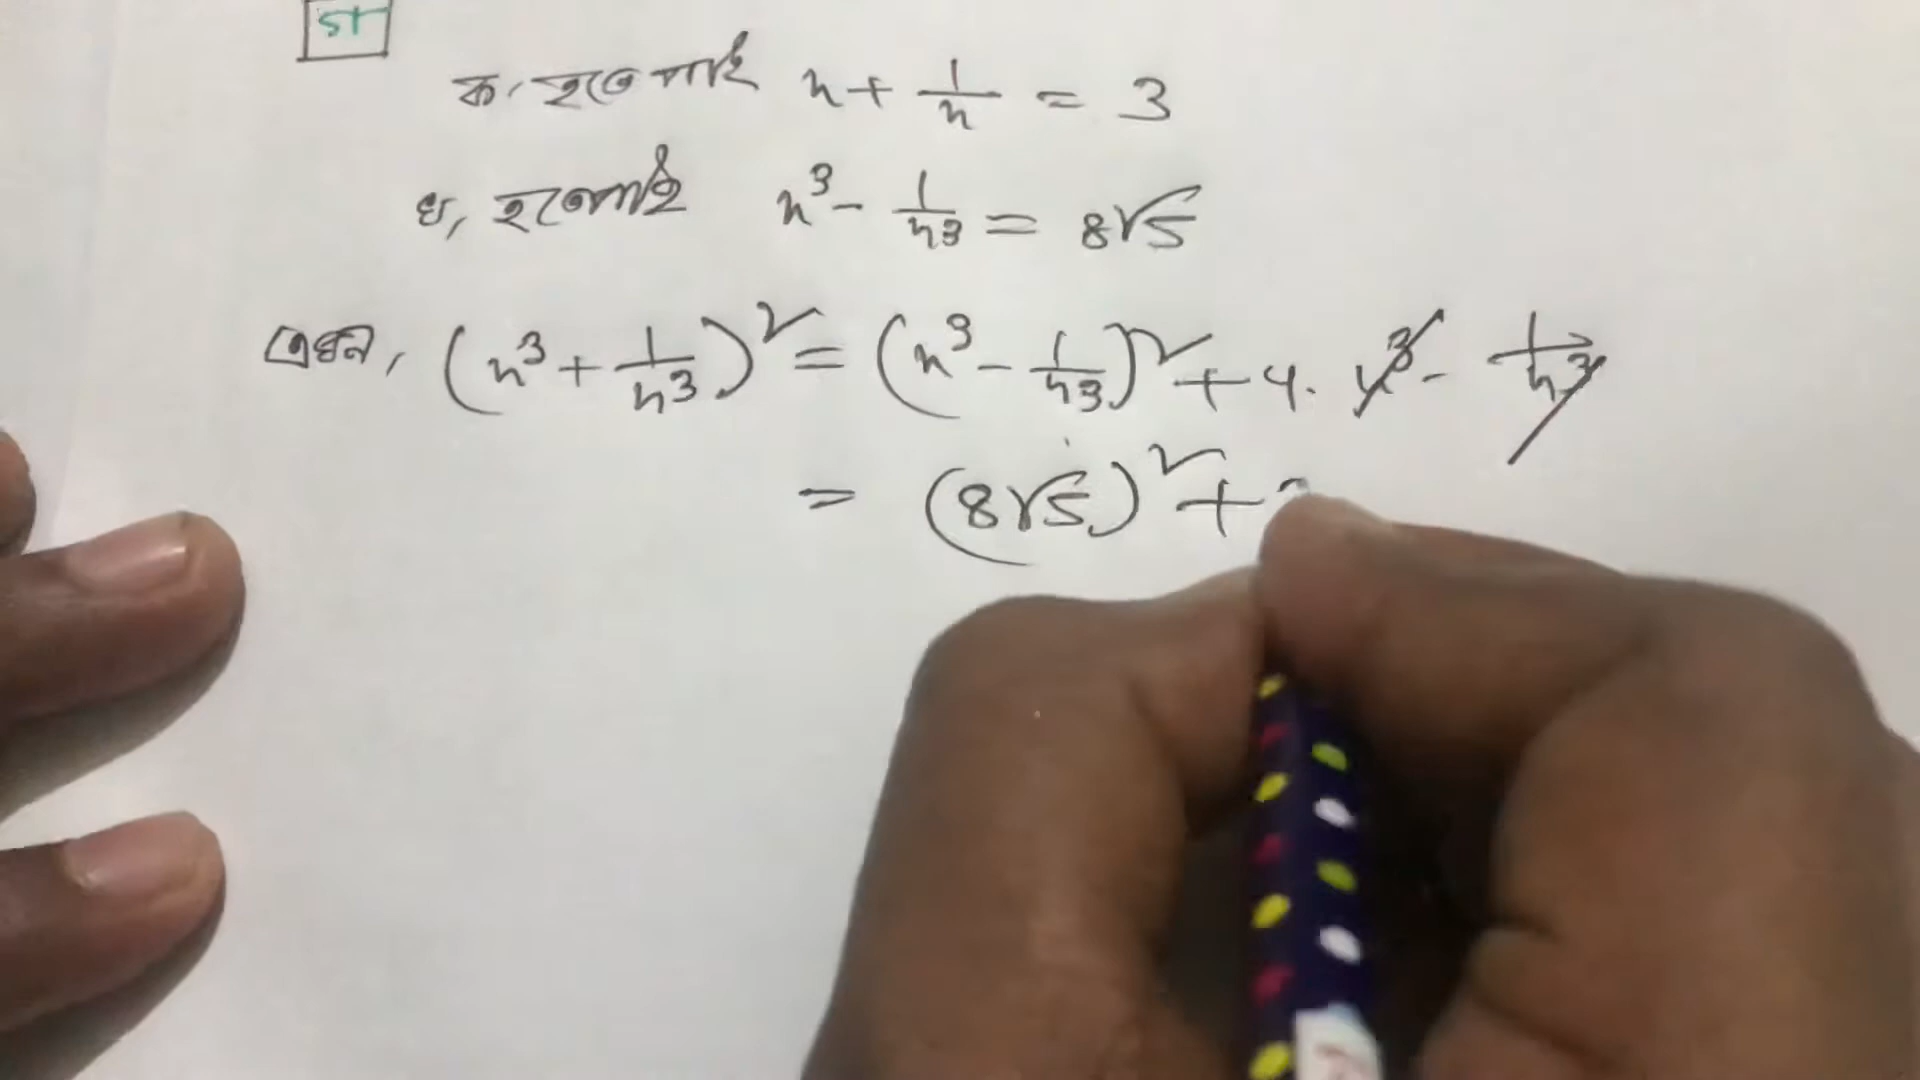 গ
ক, হতে পাই x + 1/x = 3
খ, হতে পাই x³ - 1/x³ = 8√5
এখন, (x³ + 1/x³)² = (x³ - 1/x³)² + 4. x³ - 1/x³
= (8√5)² +